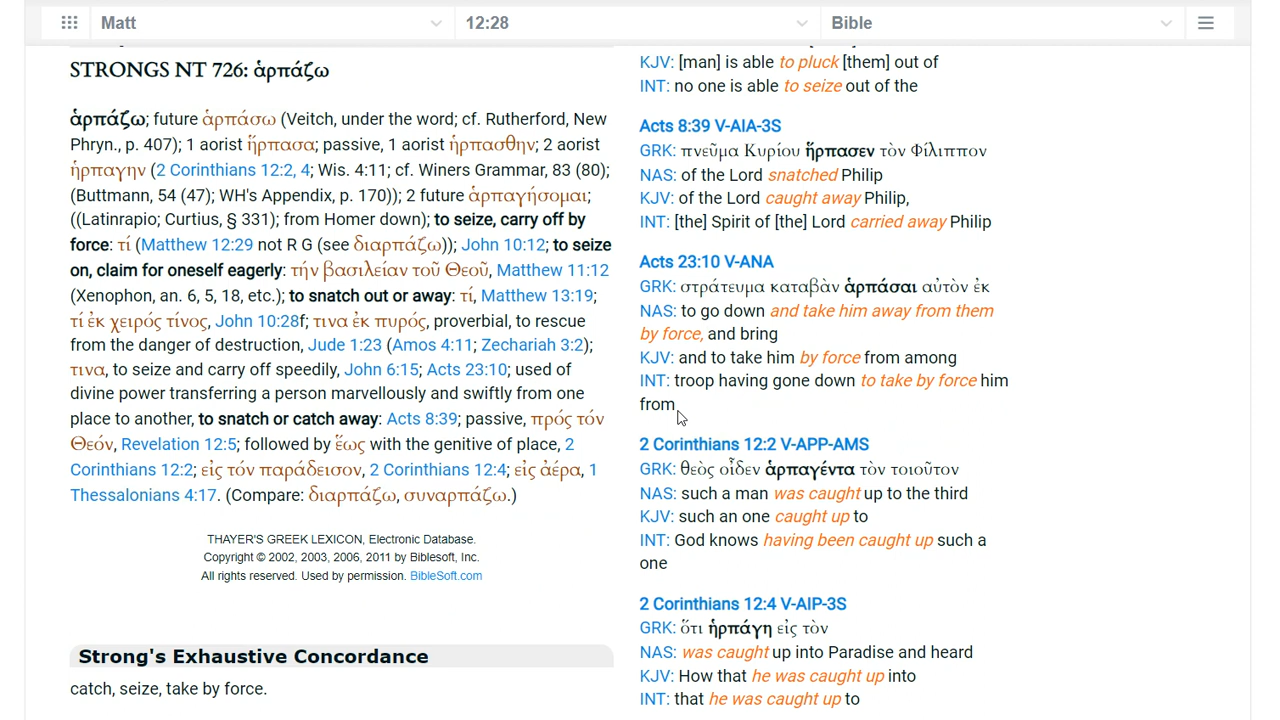 Matt
12:28
Bible
STRONGS NT 726: ἁρπάζω
ἁρπάζω; future ἁρπάσω (Veitch, under the word; cf. Rutherford, New
Phryn., p. 407); 1 aorist ἥρπασα; passive, 1 aorist ἡρπασθην; 2 aorist
ἡρπαγην (2 Corinthians 12:2, 4; Wis. 4:11; cf. Winers Grammar, 83 (80);
(Buttmann, 54 (47); WH's Appendix, p. 170)); 2 future ἁρπαγήσομαι;
((Latinrapio; Curtius, § 331); from Homer down); to seize, carry off by
force: τί (Matthew 12:29 not R G (see διαρπάζω)); John 10:12; to seize
on, claim for oneself eagerly: τήν βασιλείαν τοῦ Θεοῦ, Matthew 11:12
(Xenophon, an. 6, 5, 18, etc.); to snatch out or away: τί, Matthew 13:19;
τί ἐκ χειρός τίνος, John 10:28f; τινα ἐκ πυρός, proverbial, to rescue
from the danger of destruction, Jude 1:23 (Amos 4:11; Zechariah 3:2);
τινα, to seize and carry off speedily, John 6:15; Acts 23:10; used of
divine power transferring a person marvellously and swiftly from one
place to another, to snatch or catch away: Acts 8:39; passive, πρός τόν
Θεόν, Revelation 12:5; followed by ἕως with the genitive of place, 2
Corinthians 12:2; εἰς τόν παράδεισον, 2 Corinthians 12:4; εἰς ἀέρα, 1
Thessalonians 4:17. (Compare: διαρπάζω, συναρπάζω.)
THAYER'S GREEK LEXICON, Electronic Database.
Copyright © 2002, 2003, 2006, 2011 by Biblesoft, Inc.
All rights reserved. Used by permission. BibleSoft.com
Strong's Exhaustive Concordance
catch, seize, take by force.
KJV: [man] is able to pluck [them] out of
INT: no one is able to seize out of the
Acts 8:39 V-AIA-3S
GRK: πνεῦμα Κυρίου ἥρπασεν τὸν Φίλιππον
NAS: of the Lord snatched Philip
KJV: of the Lord caught away Philip,
INT: [the] Spirit of [the] Lord carried away Philip
Acts 23:10 V-ANA
GRK: στράτευμα καταβὰν ἁρπάσαι αὐτὸν ἐκ
NAS: to go down and take him away from them
by force, and bring
KJV: and to take him by force from among
INT: troop having gone down to take by force him
from
2 Corinthians 12:2 V-APP-AMS
GRK: θεὸς οἶδεν ἁρπαγέντα τὸν τοιοῦτον
NAS: such a man was caught up to the third
KJV: such an one caught up to
INT: God knows having been caught up such a
one
2 Corinthians 12:4 V-AIP-3S
GRK: ὅτι ἡρπάγη εἰς τὸν
NAS: was caught up into Paradise and heard
KJV: How that he was caught up into
INT: that he was caught up to